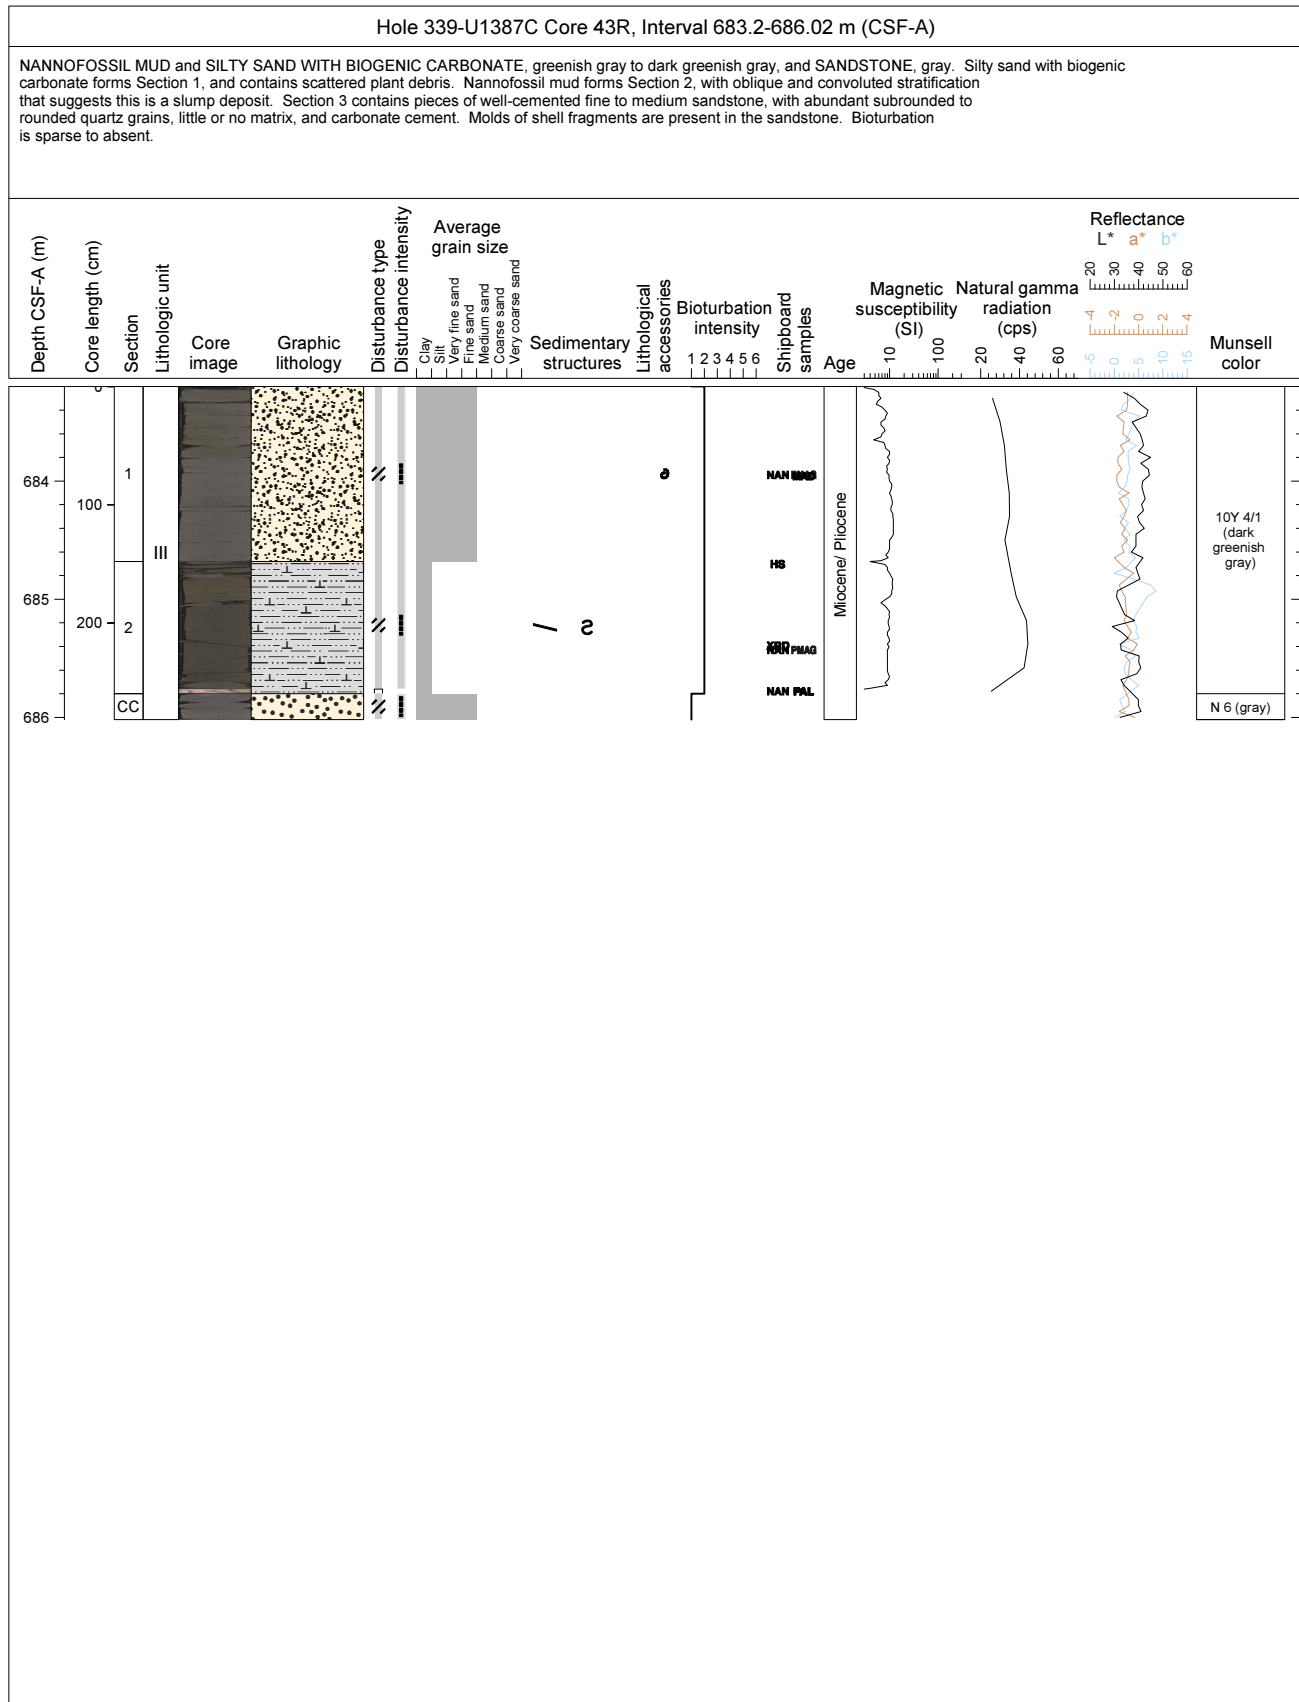 Hole 339-U1387C Core 43R, Interval 683.2-686.02 m (CSF-A)
NANNOFOSSIL MUD and SILTY SAND WITH BIOGENIC CARBONATE, greenish gray to dark greenish gray, and SANDSTONE, gray. Silty sand with biogenic
carbonate forms Section 1, and contains scattered plant debris. Nannofossil mud forms Section 2, with oblique and convoluted stratification
that suggests this is a slump deposit. Section 3 contains pieces of well-cemented fine to medium sandstone, with abundant subrounded to
rounded quartz grains, little or no matrix, and carbonate cement. Molds of shell fragments are present in the sandstone. Bioturbation
is sparse to absent.
Depth CSF-A (m)
Core length (cm)
Section
Lithologic unit
Core
image
Graphic
lithology
Disturbance type
Disturbance intensity
Average
grain size
Clay
Silt
Very fine sand
Fine sand
Medium sand
Coarse sand
Very coarse sand
Sedimentary
structures
Lithological
accessories
Bioturbation
intensity
1 2 3 4 5 6
Shipboard
samples
Age
Magnetic
susceptibility
(SI)
10 100
Natural gamma
radiation
(cps)
20 40 60
Reflectance
L* a* b*
20 30 40 50 60
-4 -2 0 2 4
-5 0 5 10 15
Munsell
color
684
685
686
0
100
200
1
2
CC
III
NAN
HS
XRD
NAN PMAG
NAN PAL
Miocene/ Pliocene
10Y 4/1
(dark
greenish
gray)
N 6 (gray)